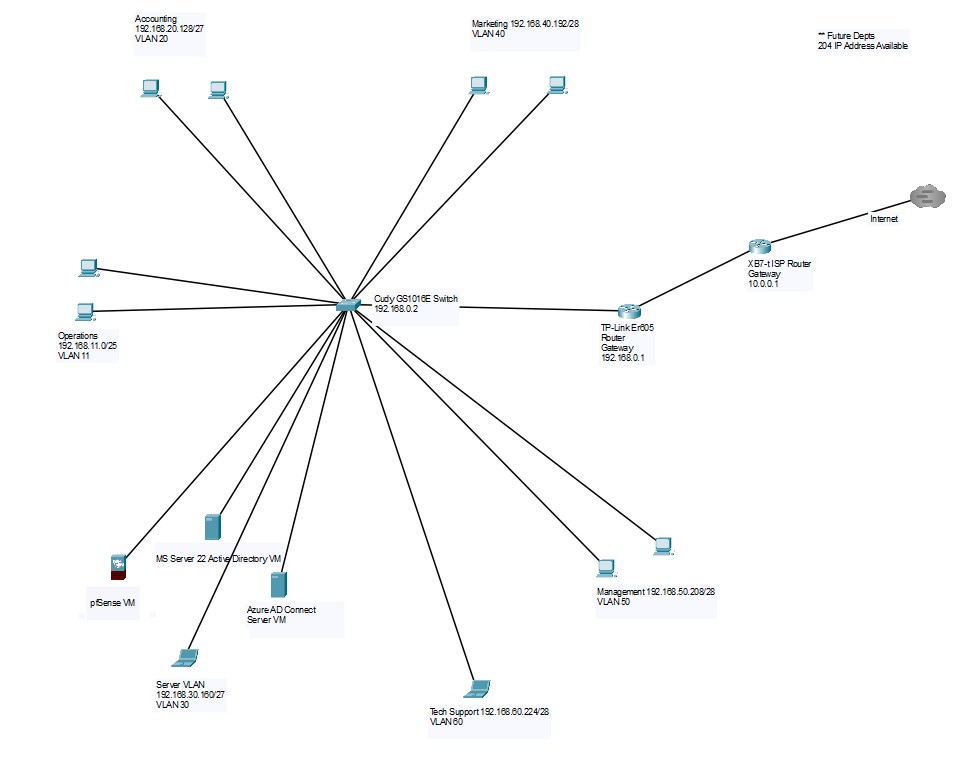 Accounting
192.168.20.128/27
VLAN 20
Marketing 192.168.40.192/28
VLAN 40
** Future Depts
204 IP Address Available
Internet
XB7-t ISP Router
Gateway
10.0.0.1
Cudy GS1016E Switch
192.168.0.2
TP-Link Er605
Router
Gateway
192.168.0.1
Operations
192.168.11.0/25
VLAN 11
MS Server 22 Active Directory VM
pfSense VM
Azure AD Connect
Server VM
Management 192.168.50.208/28
VLAN 50
Server VLAN
192.168.30.160/27
VLAN 30
Tech Support 192.168.60.224/28
VLAN 60